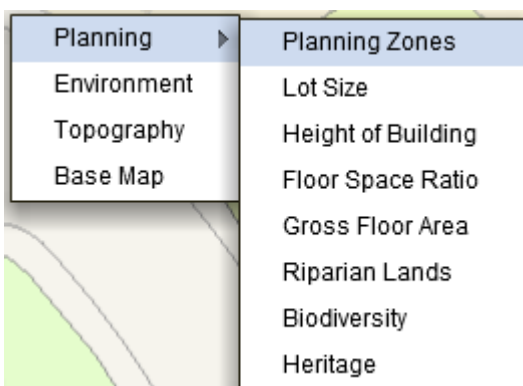 Planning
Environment
Topography
Base Map
Planning Zones
Lot Size
Height of Building
Floor Space Ratio
Gross Floor Area
Riparian Lands
Biodiversity
Heritage